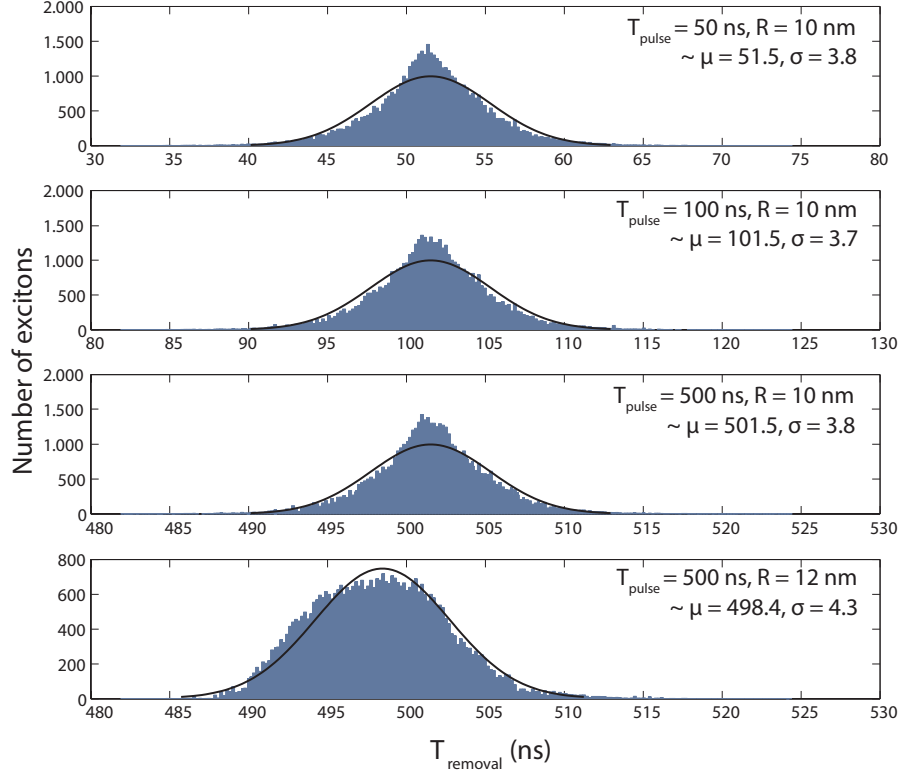 2.000
1.500
1.000
500
0
T_pulse = 50 ns, R = 10 nm
~ μ = 51.5, σ = 3.8
30 35 40 45 50 55 60 65 70 75 80
2.000
1.500
1.000
500
0
T_pulse = 100 ns, R = 10 nm
~ μ = 101.5, σ = 3.7
80 85 90 95 100 105 110 115 120 125 130
Number of excitons
2.000
1.500
1.000
500
0
T_pulse = 500 ns, R = 10 nm
~ μ = 501.5, σ = 3.8
480 485 490 495 500 505 510 515 520 525 530
800
600
400
200
0
T_pulse = 500 ns, R = 12 nm
~ μ = 498.4, σ = 4.3
480 485 490 495 500 505 510 515 520 525 530
T_removal (ns)